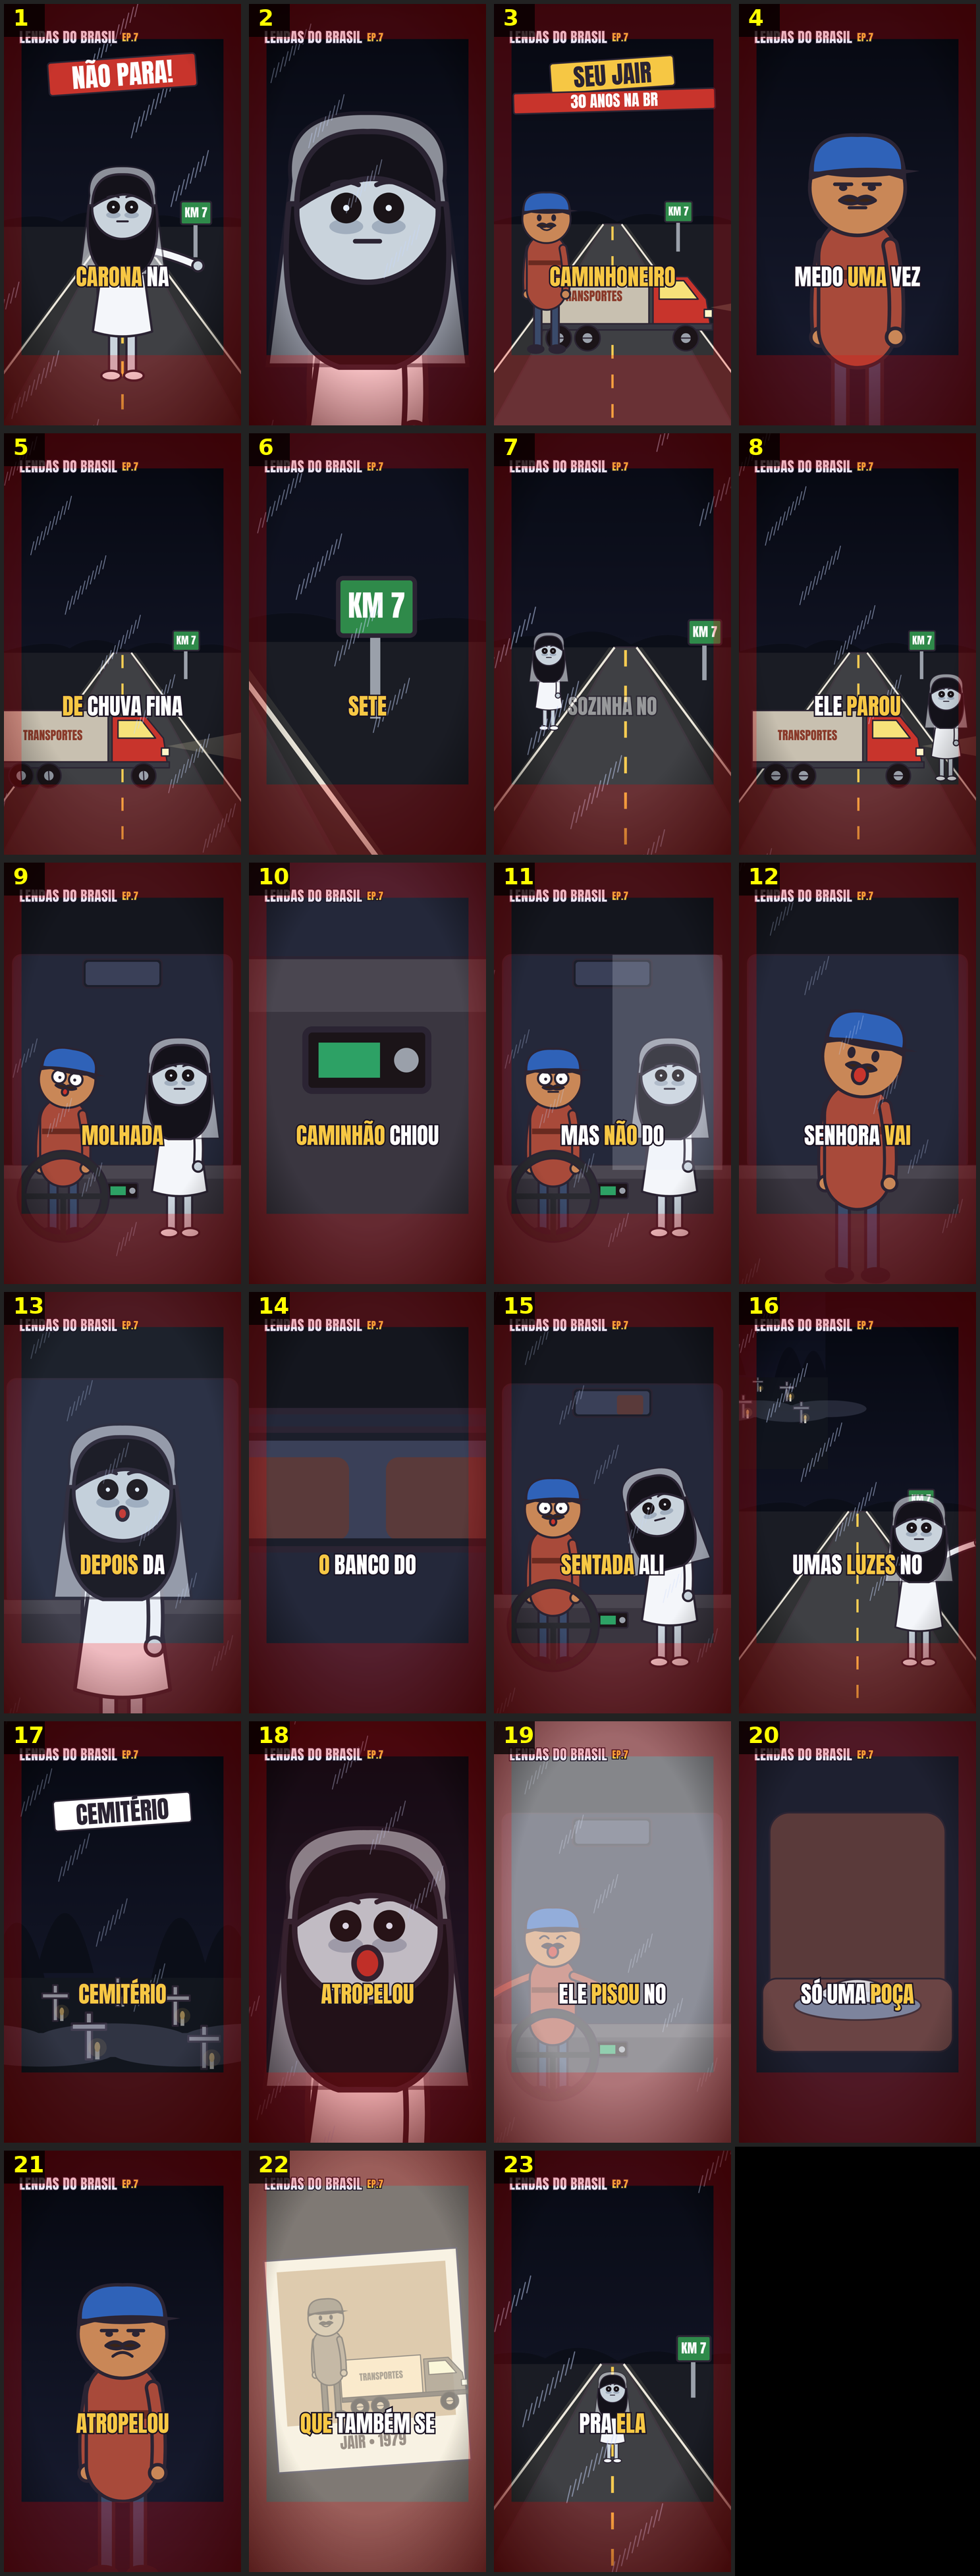 1
LENDAS DO BRASIL EP.7
NÃO PARA!
KM 7
CARONA NA
2
LENDAS DO BRASIL EP.7
3
LENDAS DO BRASIL EP.7
SEU JAIR
30 ANOS NA BR
KM 7
CAMINHONEIRO
TRANSPORTES
4
LENDAS DO BRASIL EP.7
MEDO UMA VEZ
5
LENDAS DO BRASIL EP.7
KM 7
DE CHUVA FINA
TRANSPORTES
6
LENDAS DO BRASIL EP.7
KM 7
SETE
7
LENDAS DO BRASIL EP.7
KM 7
SOZINHA NO
8
LENDAS DO BRASIL EP.7
KM 7
ELE PAROU
TRANSPORTES
9
LENDAS DO BRASIL EP.7
MOLHADA
10
LENDAS DO BRASIL EP.7
CAMINHÃO CHIOU
11
LENDAS DO BRASIL EP.7
MAS NÃO DO
12
LENDAS DO BRASIL EP.7
SENHORA VAI
13
LENDAS DO BRASIL EP.7
DEPOIS DA
14
LENDAS DO BRASIL EP.7
O BANCO DO
15
LENDAS DO BRASIL EP.7
SENTADA ALI
16
LENDAS DO BRASIL EP.7
KM 7
UMAS LUZES NO
17
LENDAS DO BRASIL EP.7
CEMITÉRIO
CEMITÉRIO
18
LENDAS DO BRASIL EP.7
ATROPELOU
19
LENDAS DO BRASIL EP.7
ELE PISOU NO
20
LENDAS DO BRASIL EP.7
SÓ UMA POÇA
21
LENDAS DO BRASIL EP.7
ATROPELOU
22
LENDAS DO BRASIL EP.7
TRANSPORTES
QUE TAMBÉM SE
JAIR • 1979
23
LENDAS DO BRASIL EP.7
KM 7
PRA ELA